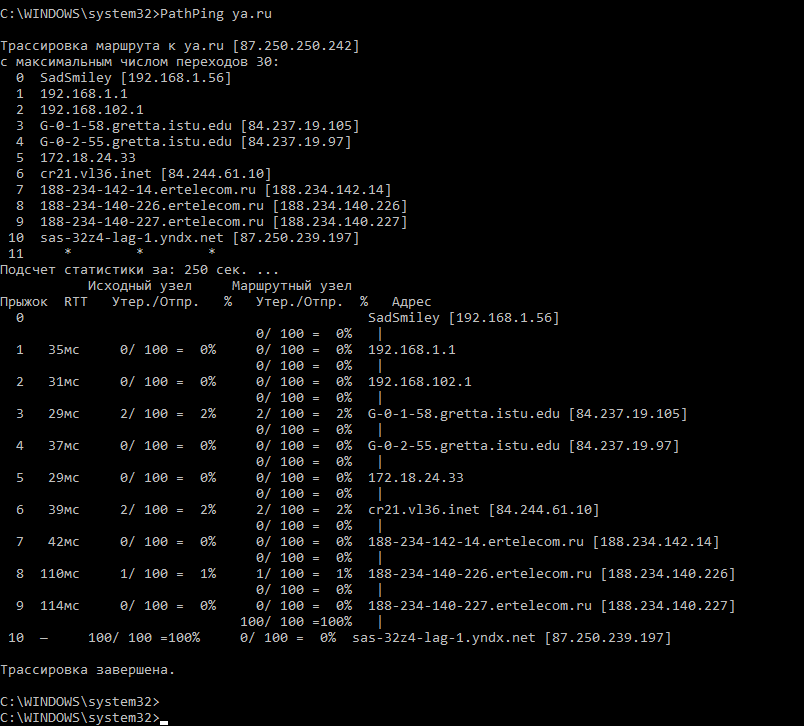 C:\WINDOWS\system32>PathPing ya.ru
Трассировка маршрута к ya.ru [87.250.250.242]
с максимальным числом переходов 30:
  0  SadSmiley [192.168.1.56]
  1  192.168.1.1
  2  192.168.102.1
  3  G-0-1-58.gretta.istu.edu [84.237.19.105]
  4  G-0-2-55.gretta.istu.edu [84.237.19.97]
  5  172.18.24.33
  6  cr21.vl36.inet [84.244.61.10]
  7  188-234-142-14.ertelecom.ru [188.234.142.14]
  8  188-234-140-226.ertelecom.ru [188.234.140.226]
  9  188-234-140-227.ertelecom.ru [188.234.140.227]
 10  sas-32z4-lag-1.yndx.net [87.250.239.197]
 11     *        *        *
Подсчет статистики за: 250 сек. ...
           Исходный узел     Маршрутный узел
Прыжок  RTT   Утер./Отпр.   %   Утер./Отпр.  %   Адрес
  0                                           SadSmiley [192.168.1.56]
                                0/ 100 =  0%   |
  1   35мс     0/ 100 =  0%     0/ 100 =  0%  192.168.1.1
                                0/ 100 =  0%   |
  2   31мс     0/ 100 =  0%     0/ 100 =  0%  192.168.102.1
                                0/ 100 =  0%   |
  3   29мс     2/ 100 =  2%     2/ 100 =  2%  G-0-1-58.gretta.istu.edu [84.237.19.105]
                                0/ 100 =  0%   |
  4   37мс     0/ 100 =  0%     0/ 100 =  0%  G-0-2-55.gretta.istu.edu [84.237.19.97]
                                0/ 100 =  0%   |
  5   29мс     0/ 100 =  0%     0/ 100 =  0%  172.18.24.33
                                0/ 100 =  0%   |
  6   39мс     2/ 100 =  2%     2/ 100 =  2%  cr21.vl36.inet [84.244.61.10]
                                0/ 100 =  0%   |
  7   42мс     0/ 100 =  0%     0/ 100 =  0%  188-234-142-14.ertelecom.ru [188.234.142.14]
                                0/ 100 =  0%   |
  8  110мс     1/ 100 =  1%     1/ 100 =  1%  188-234-140-226.ertelecom.ru [188.234.140.226]
                                0/ 100 =  0%   |
  9  114мс     0/ 100 =  0%     0/ 100 =  0%  188-234-140-227.ertelecom.ru [188.234.140.227]
                              100/ 100 =100%   |
 10  —     100/ 100 =100%     0/ 100 =  0%  sas-32z4-lag-1.yndx.net [87.250.239.197]
Трассировка завершена.
C:\WINDOWS\system32>
C:\WINDOWS\system32>